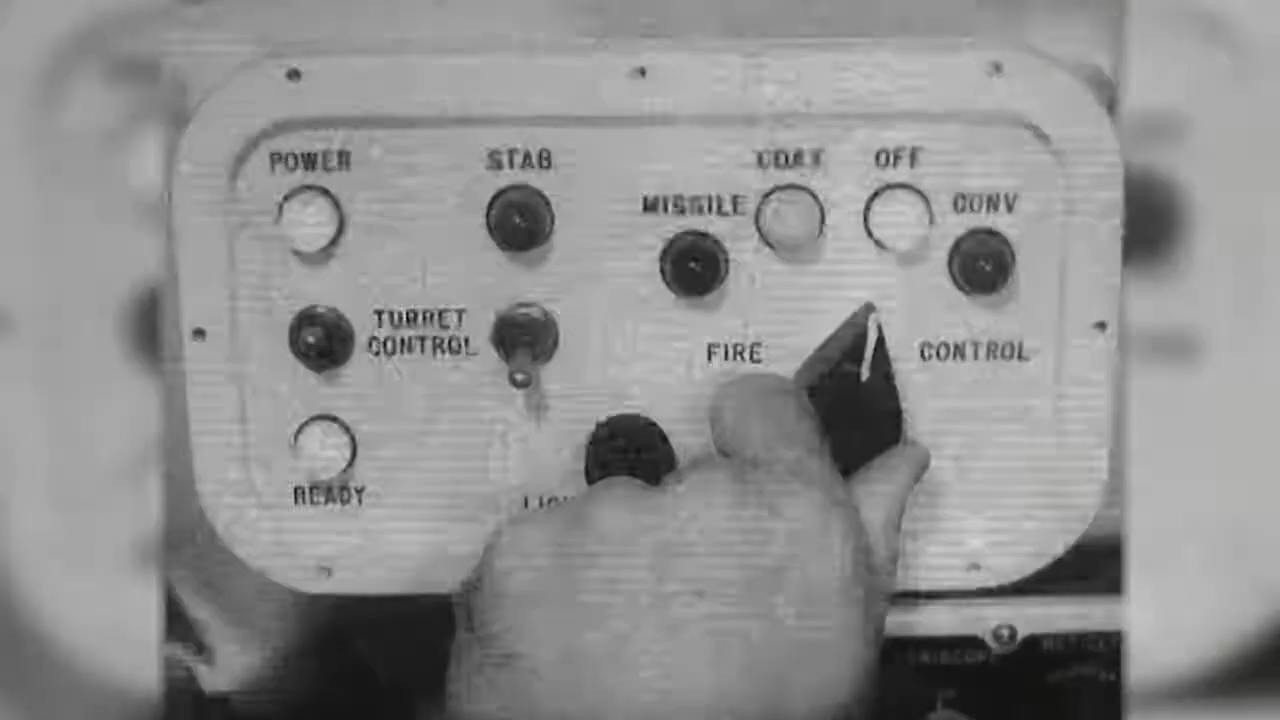 POWER
STAB
COAX
OFF
MISSILE
CONV
TURRET
CONTROL
FIRE
CONTROL
READY